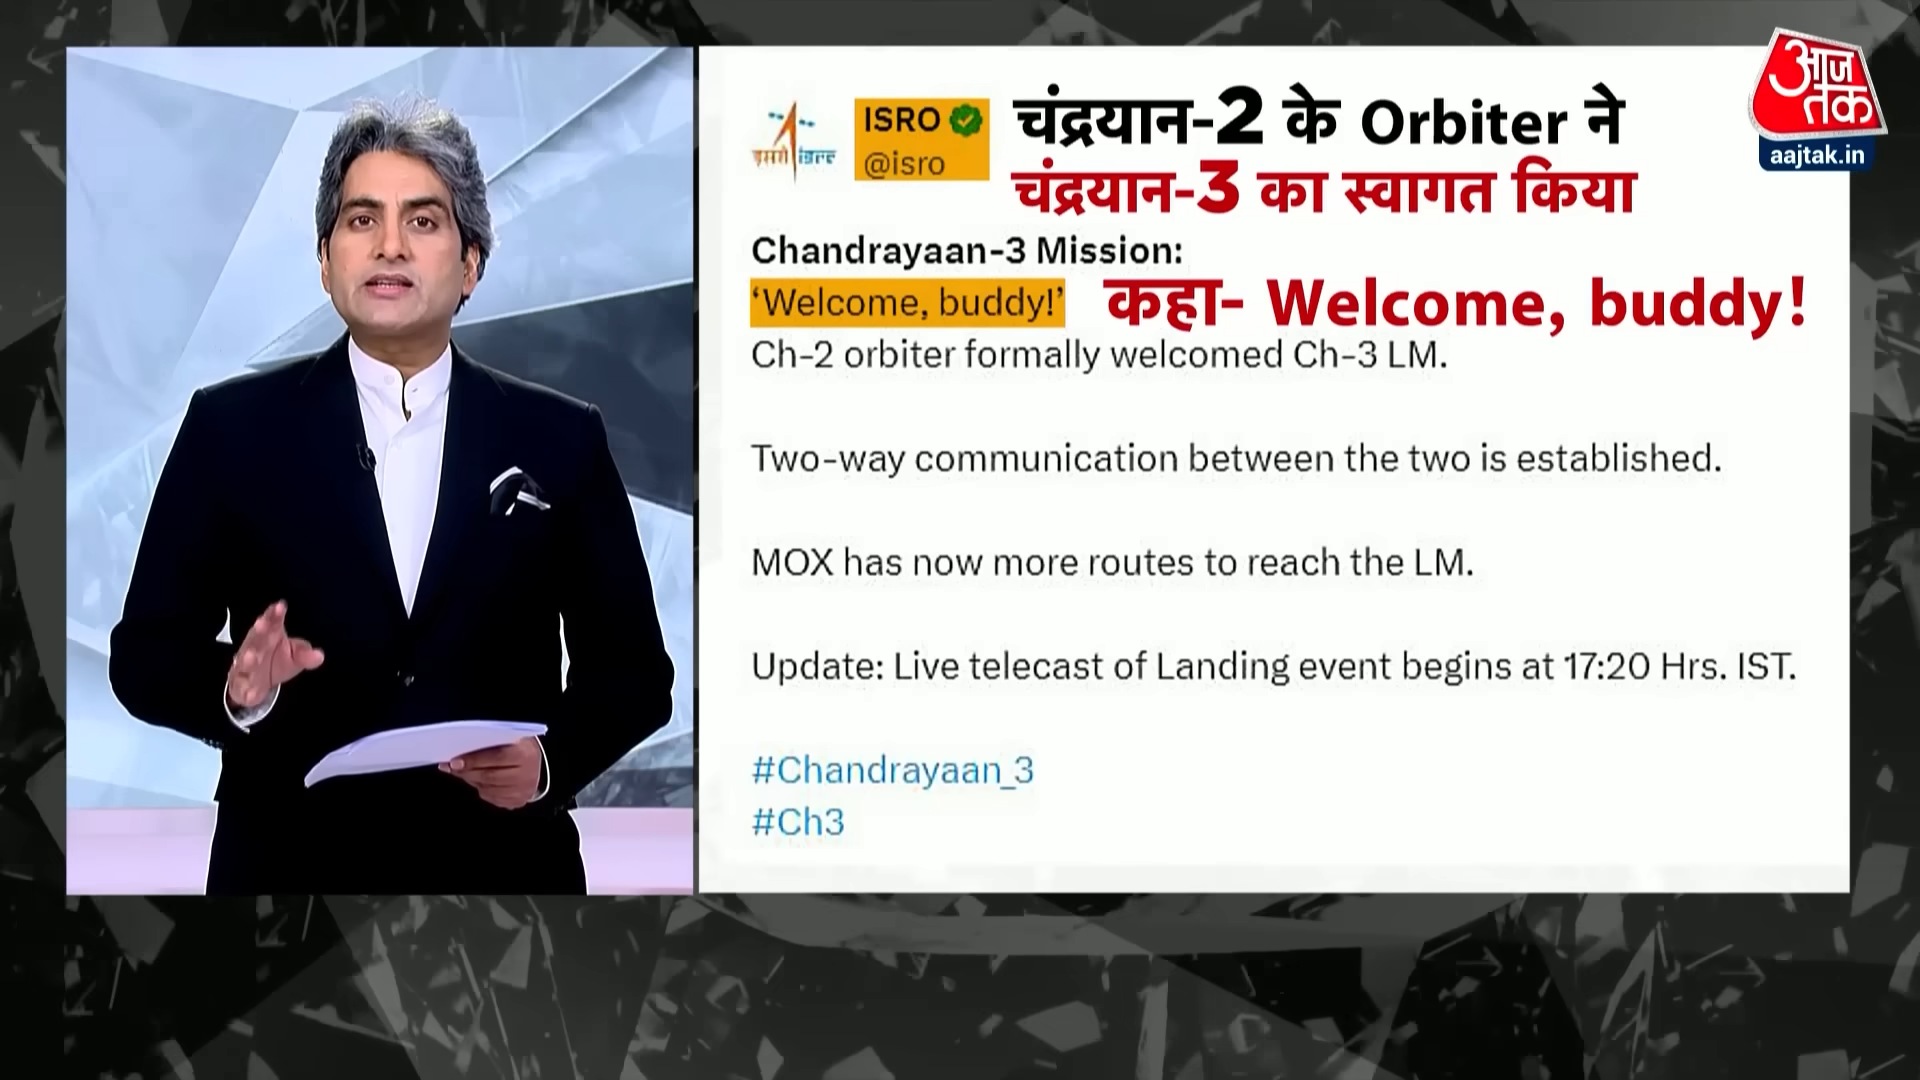 आज
तक
aajtak.in
इसरो isro
ISRO
@isro
चंद्रयान-2 के Orbiter ने
चंद्रयान-3 का स्वागत किया
Chandrayaan-3 Mission:
‘Welcome, buddy!’
कहा- Welcome, buddy!
Ch-2 orbiter formally welcomed Ch-3 LM.
Two-way communication between the two is established.
MOX has now more routes to reach the LM.
Update: Live telecast of Landing event begins at 17:20 Hrs. IST.
#Chandrayaan_3
#Ch3